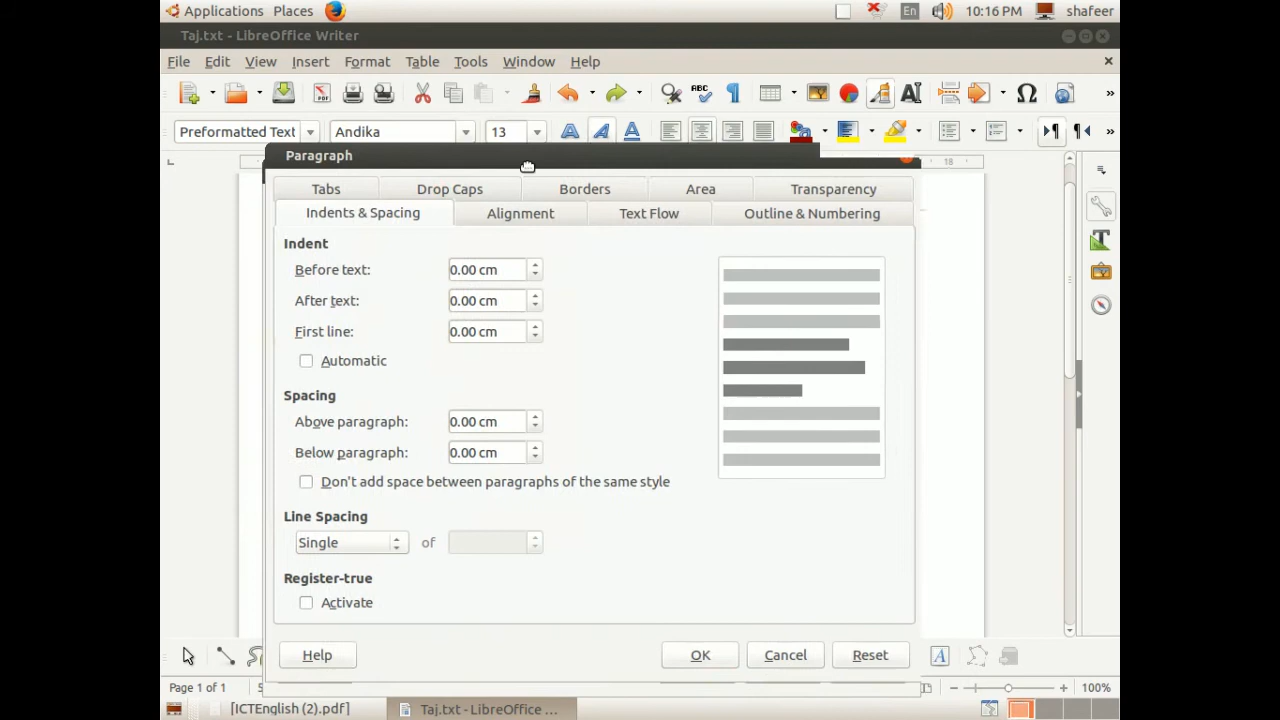 Applications Places En 10:16 PM shafeer
Taj.txt - LibreOffice Writer
File Edit View Insert Format Table Tools Window Help
Preformatted Text Andika 13
18
Paragraph
Tabs Drop Caps Borders Area Transparency
Indents & Spacing Alignment Text Flow Outline & Numbering
Indent
Before text: 0.00 cm
After text: 0.00 cm
First line: 0.00 cm
Automatic
Spacing
Above paragraph: 0.00 cm
Below paragraph: 0.00 cm
Don't add space between paragraphs of the same style
Line Spacing
Single of
Register-true
Activate
Help OK Cancel Reset
Page 1 of 1 100%
[ICTEnglish (2).pdf] Taj.txt - LibreOffice ...